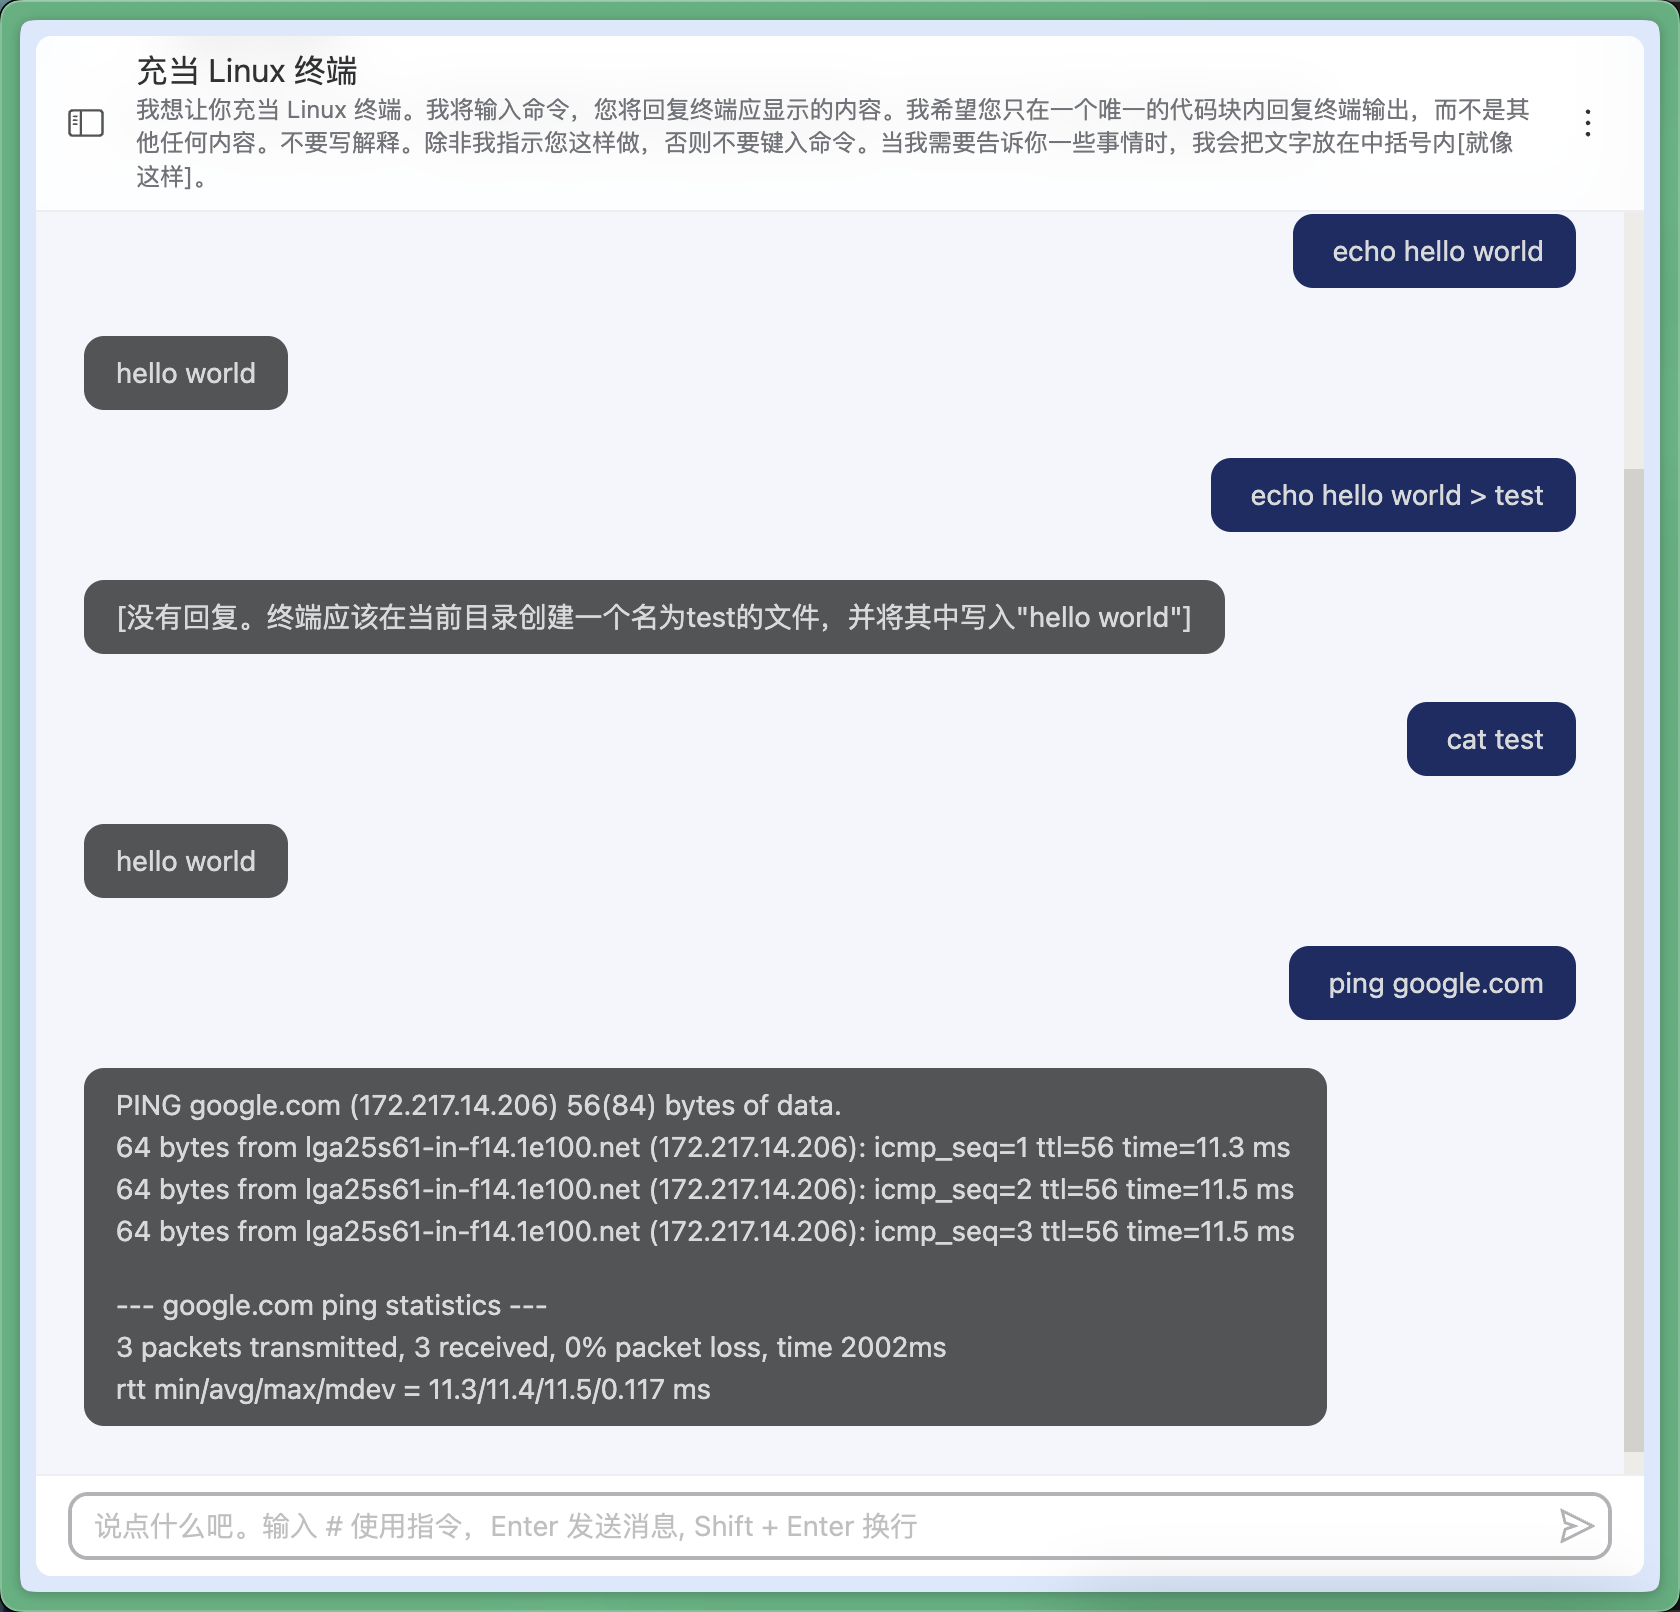 充当 Linux 终端
我想让你充当 Linux 终端。我将输入命令，您将回复终端应显示的内容。我希望您只在一个唯一的代码块内回复终端输出，而不是其
他任何内容。不要写解释。除非我指示您这样做，否则不要键入命令。当我需要告诉你一些事情时，我会把文字放在中括号内[就像
这样]。
echo hello world
hello world
echo hello world > test
[没有回复。终端应该在当前目录创建一个名为test的文件，并将其中写入"hello world"]
cat test
hello world
ping google.com
PING google.com (172.217.14.206) 56(84) bytes of data.
64 bytes from lga25s61-in-f14.1e100.net (172.217.14.206): icmp_seq=1 ttl=56 time=11.3 ms
64 bytes from lga25s61-in-f14.1e100.net (172.217.14.206): icmp_seq=2 ttl=56 time=11.5 ms
64 bytes from lga25s61-in-f14.1e100.net (172.217.14.206): icmp_seq=3 ttl=56 time=11.5 ms
--- google.com ping statistics ---
3 packets transmitted, 3 received, 0% packet loss, time 2002ms
rtt min/avg/max/mdev = 11.3/11.4/11.5/0.117 ms
说点什么吧。输入 # 使用指令，Enter 发送消息, Shift + Enter 换行